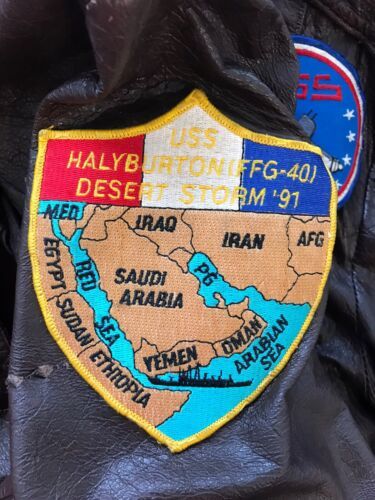 USS
HALYBURTON (FFG-40)
DESERT STORM '91
MED
IRAQ
IRAN
AFG
EGYPT
RED
SEA
SAUDI
ARABIA
PG
SUDAN
ETHIOPIA
YEMEN
OMAN
ARABIAN
SEA